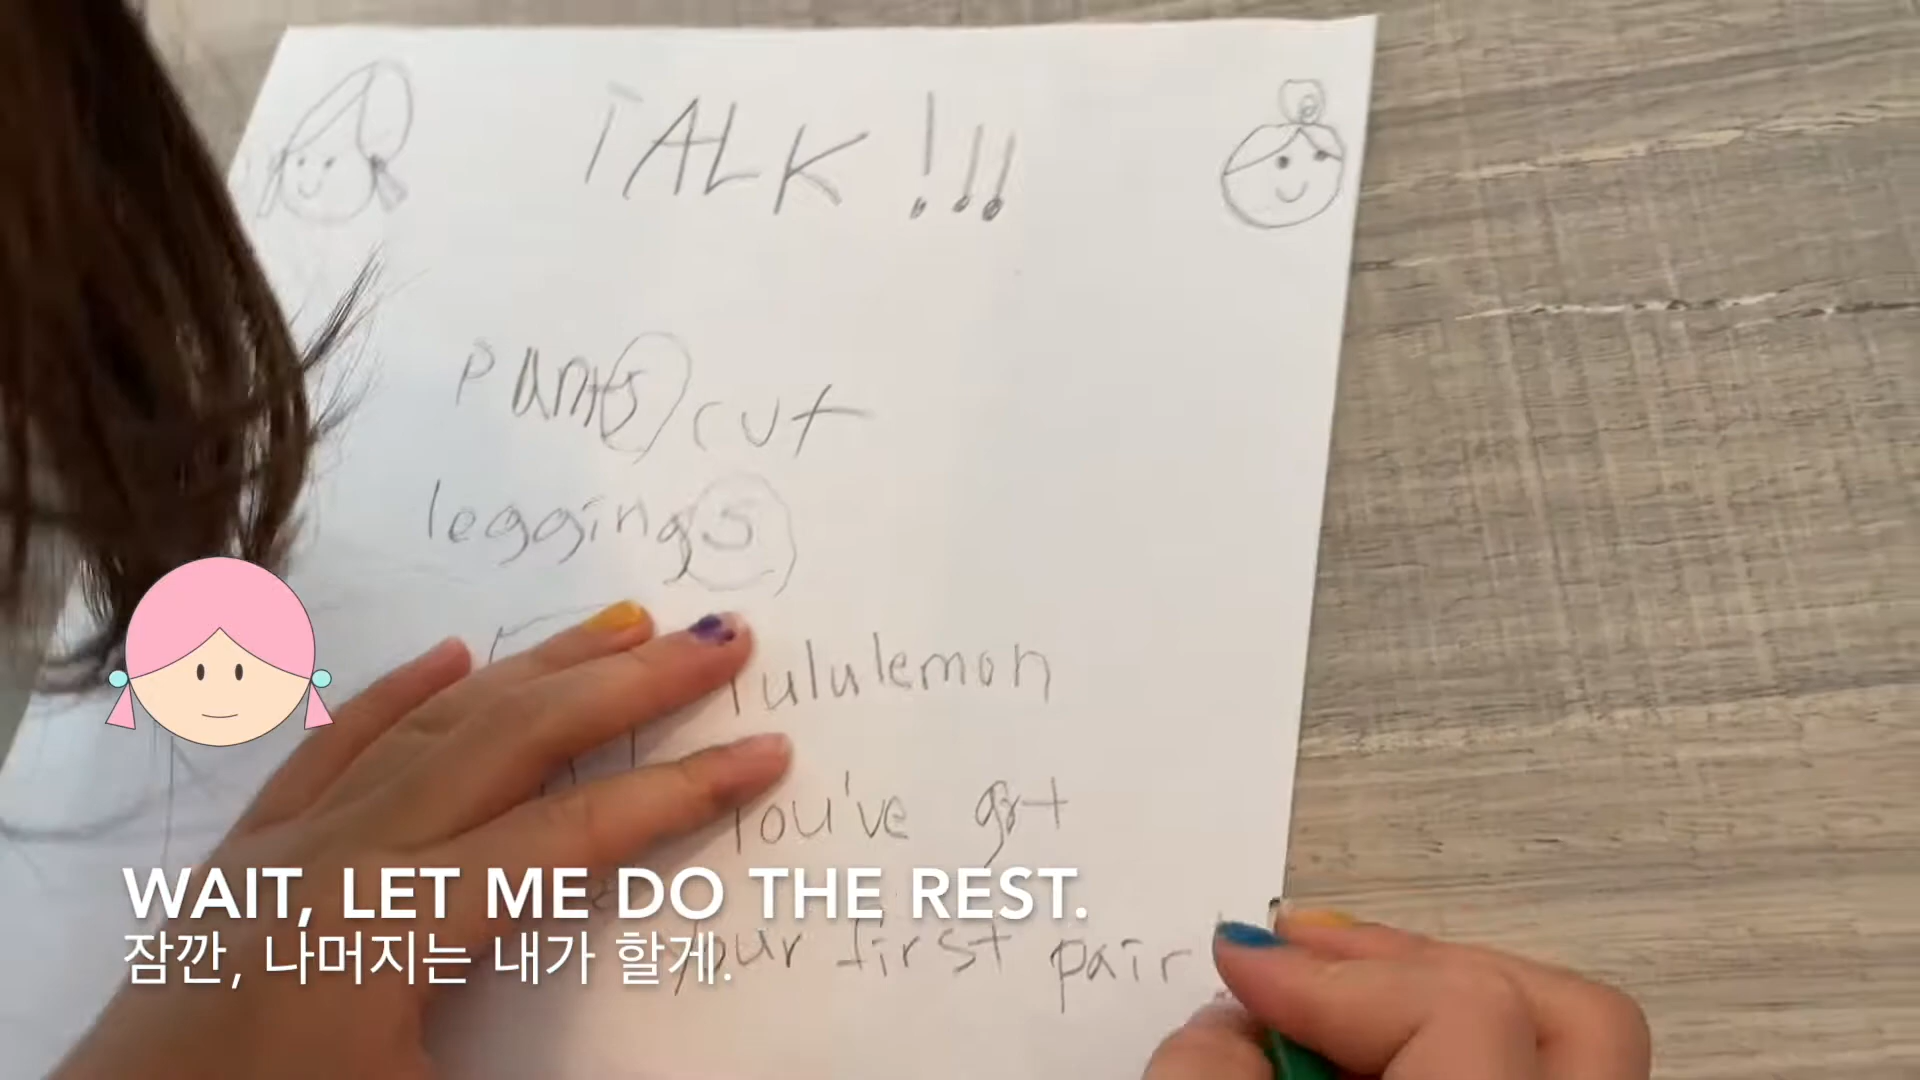 TALK !!!
pants cut
leggings
lululemon
you've got
your first pair
WAIT, LET ME DO THE REST.
잠깐, 나머지는 내가 할게.